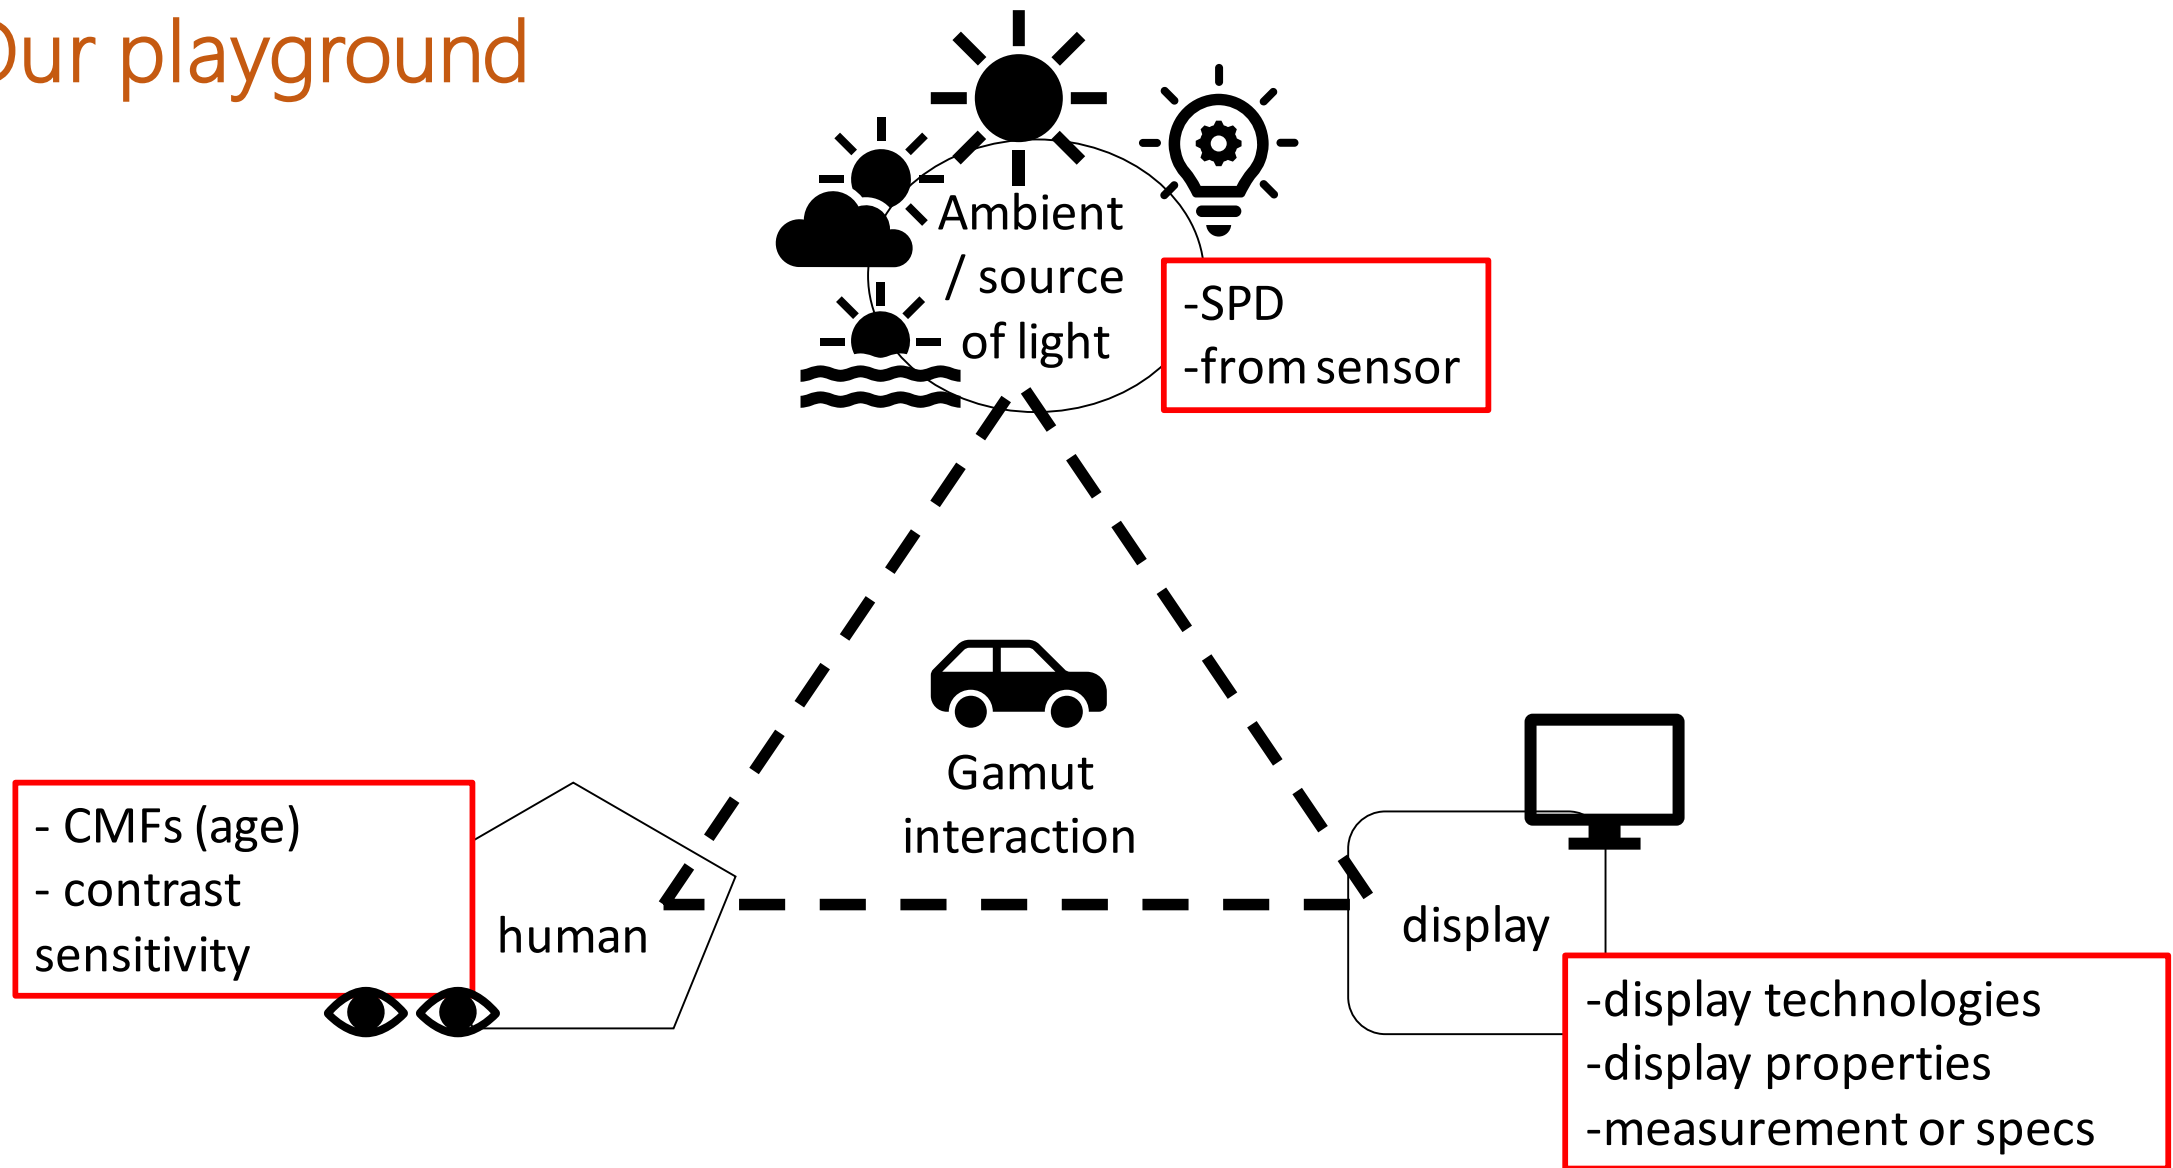 Our playground
Ambient
/ source
of light
-SPD
-from sensor
Gamut
interaction
- CMFs (age)
- contrast
sensitivity
human
display
-display technologies
-display properties
-measurement or specs